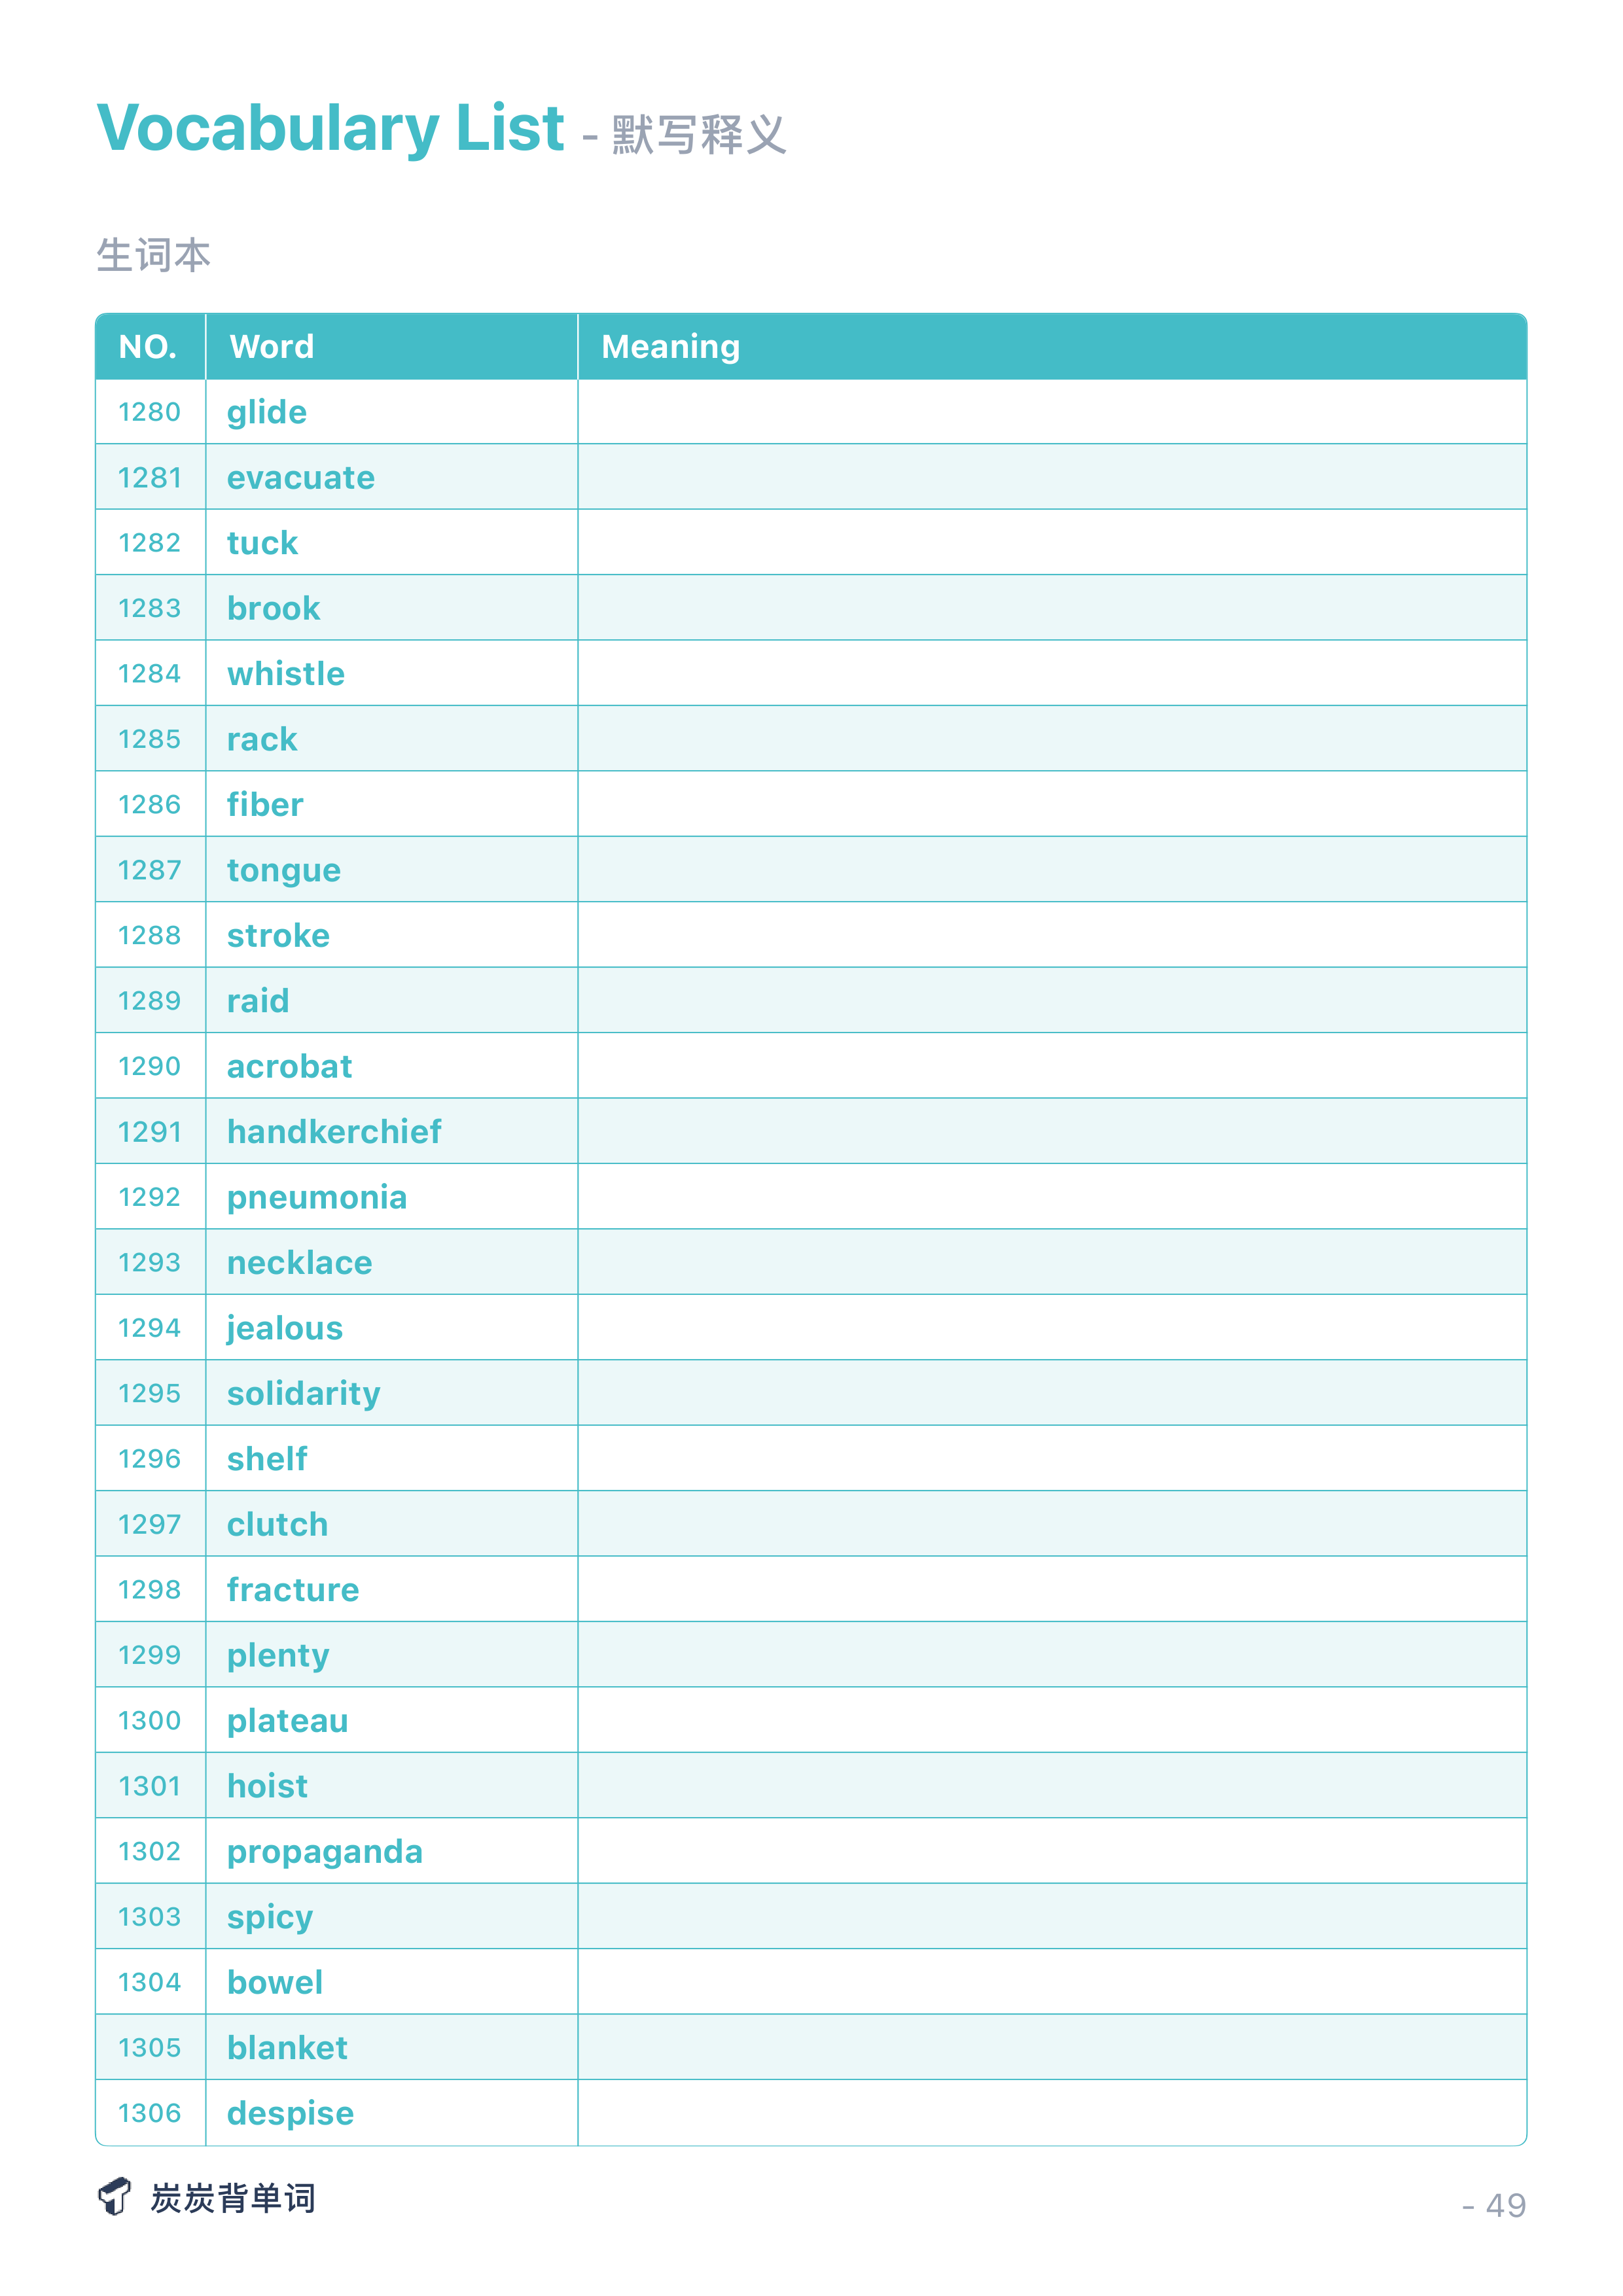 Vocabulary List - 默写释义
生词本
NO. Word Meaning
1280 glide
1281 evacuate
1282 tuck
1283 brook
1284 whistle
1285 rack
1286 fiber
1287 tongue
1288 stroke
1289 raid
1290 acrobat
1291 handkerchief
1292 pneumonia
1293 necklace
1294 jealous
1295 solidarity
1296 shelf
1297 clutch
1298 fracture
1299 plenty
1300 plateau
1301 hoist
1302 propaganda
1303 spicy
1304 bowel
1305 blanket
1306 despise
炭炭背单词
- 49